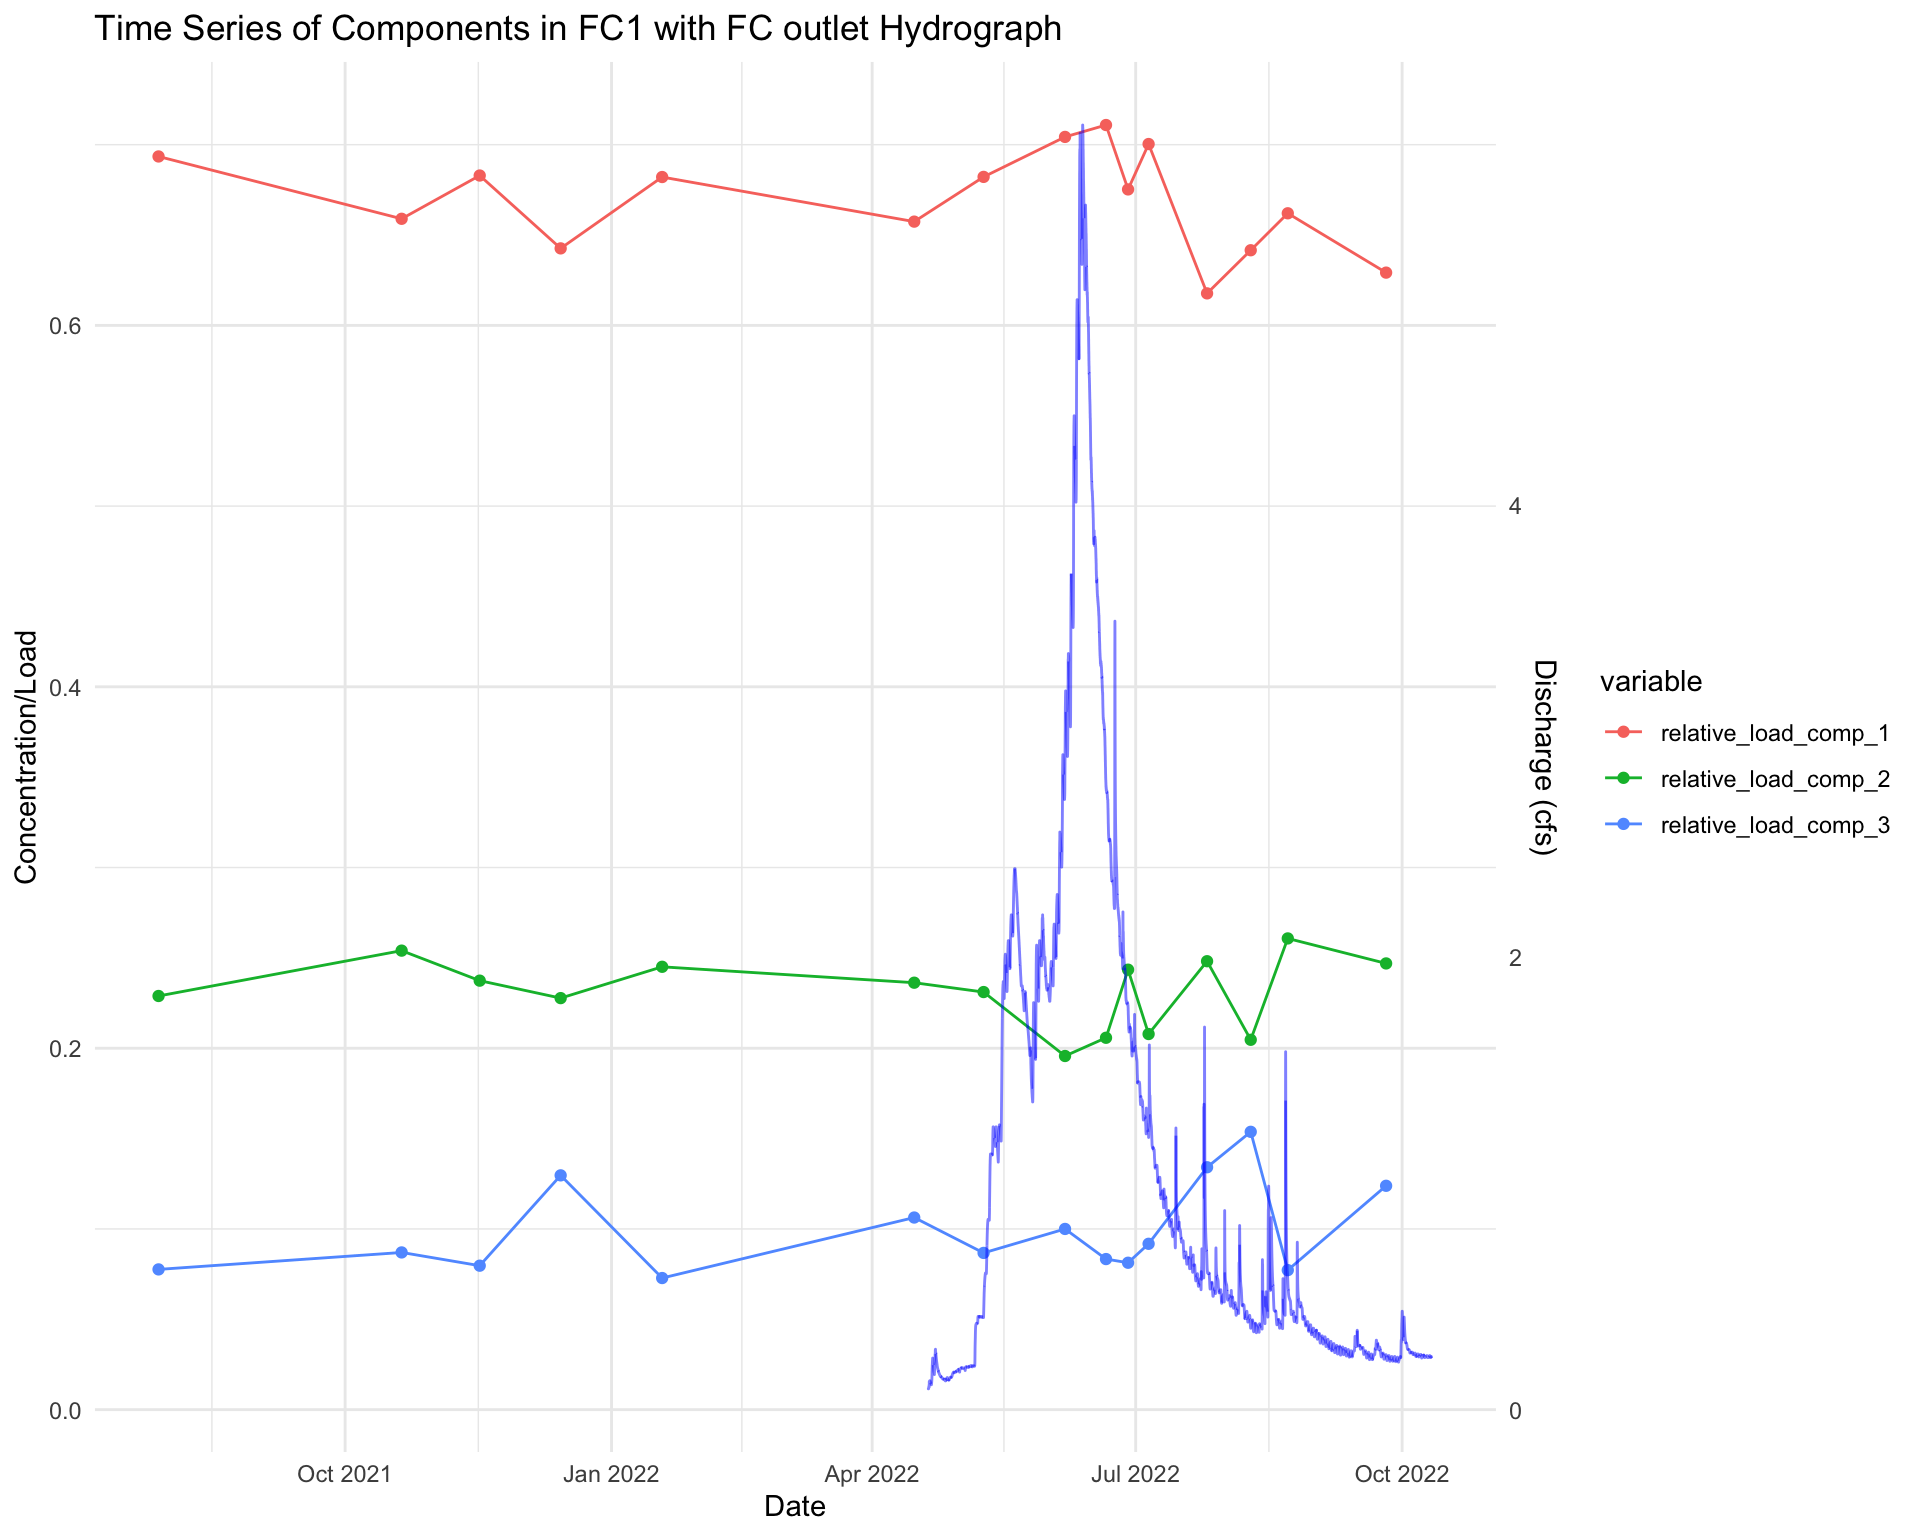 Time Series of Components in FC1 with FC outlet Hydrograph
Concentration/Load
0.6
0.4
0.2
0.0
4
2
0
Discharge (cfs)
Oct 2021
Jan 2022
Apr 2022
Jul 2022
Oct 2022
Date
variable
relative_load_comp_1
relative_load_comp_2
relative_load_comp_3